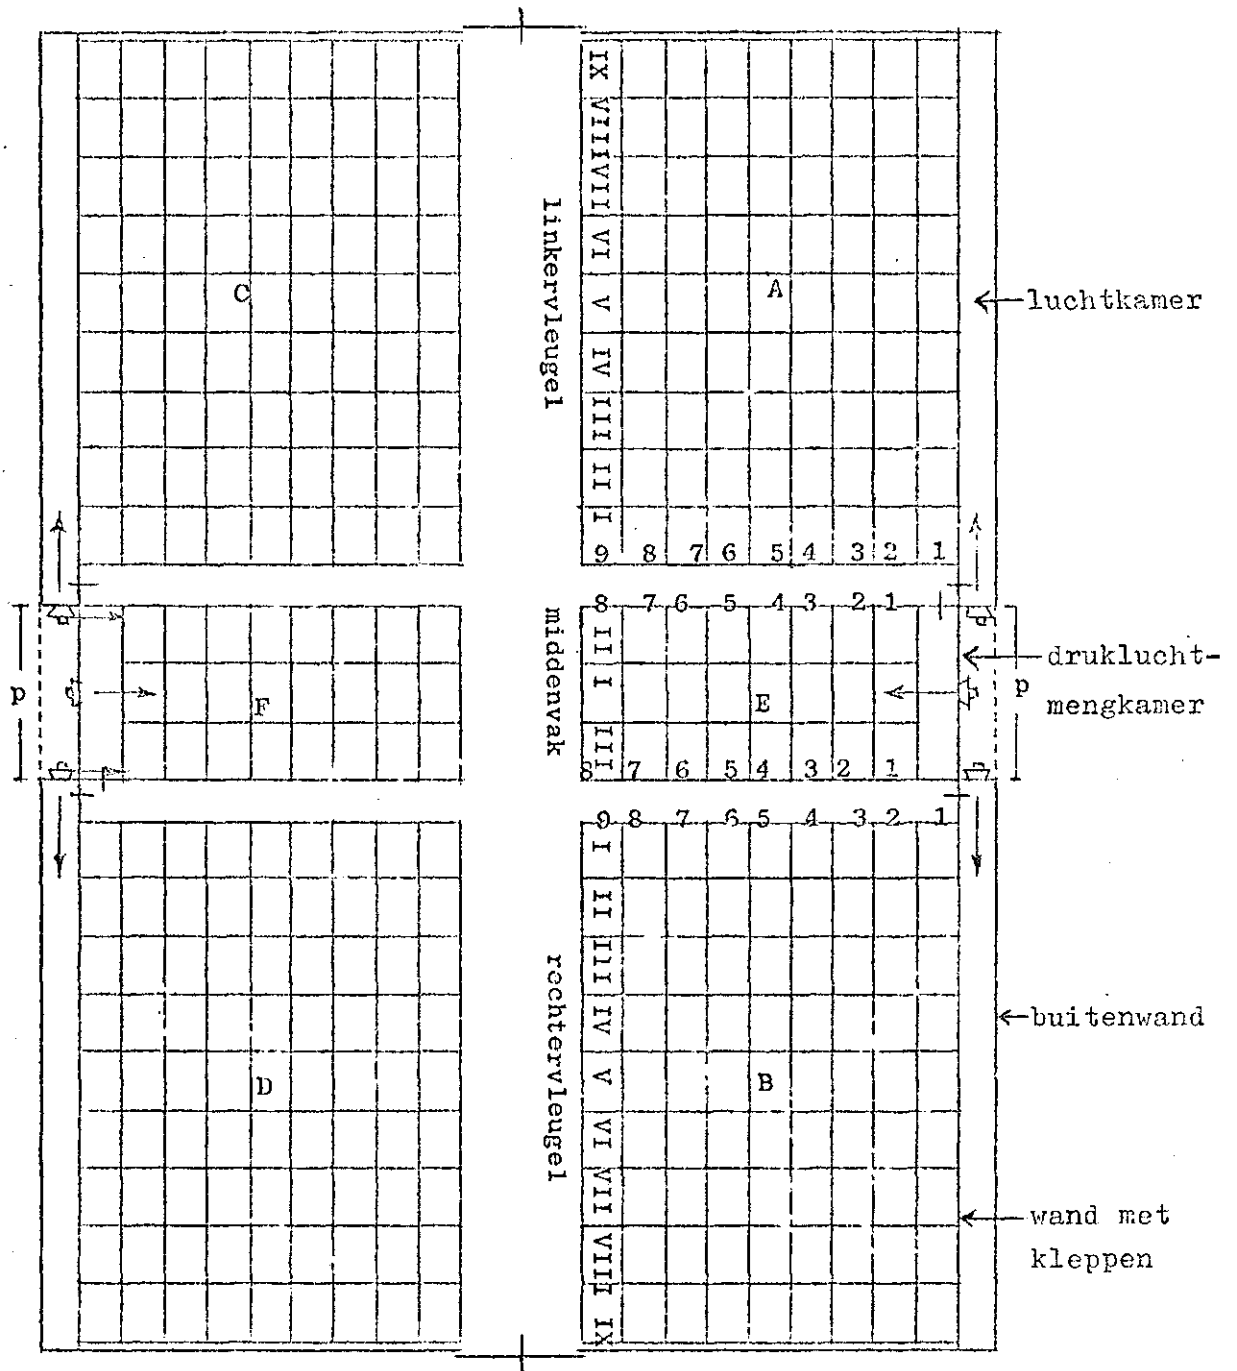 linkervleugel
IX
VIII
VII
VI
V
IV
III
II
I
C
A
luchtkamer
9 8 7 6 5 4 3 2 1
8 7 6 5 4 3 2 1
middenvak
II
I
III
p
F
E
p
druklucht-
mengkamer
8 7 6 5 4 3 2 1
9 8 7 6 5 4 3 2 1
rechtervleugel
I
II
III
IV
V
VI
VII
VIII
IX
D
B
buitenwand
wand met
kleppen